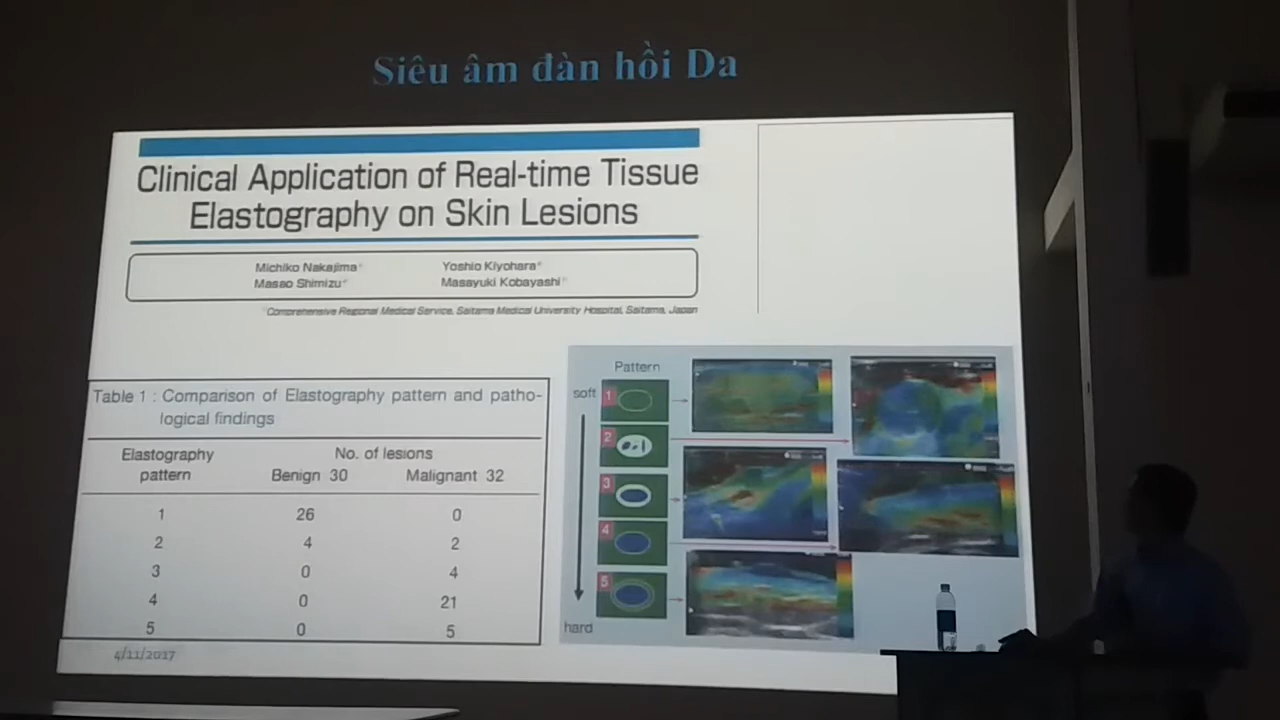 Siêu âm đàn hồi Da
Clinical Application of Real-time Tissue
Elastography on Skin Lesions
Michiko Nakajima
Yoshio Kiyohara
Masao Shimizu
Masayuki Kobayashi
Comprehensive Regional Medical Service, Saitama Medical University Hospital, Saitama, Japan
Table 1 : Comparison of Elastography pattern and patho-
logical findings
Elastography
pattern
No. of lesions
Benign 30
Malignant 32
1 26 0
2 4 2
3 0 4
4 0 21
5 0 5
Pattern
soft
1
2
3
4
5
hard
4/11/2017